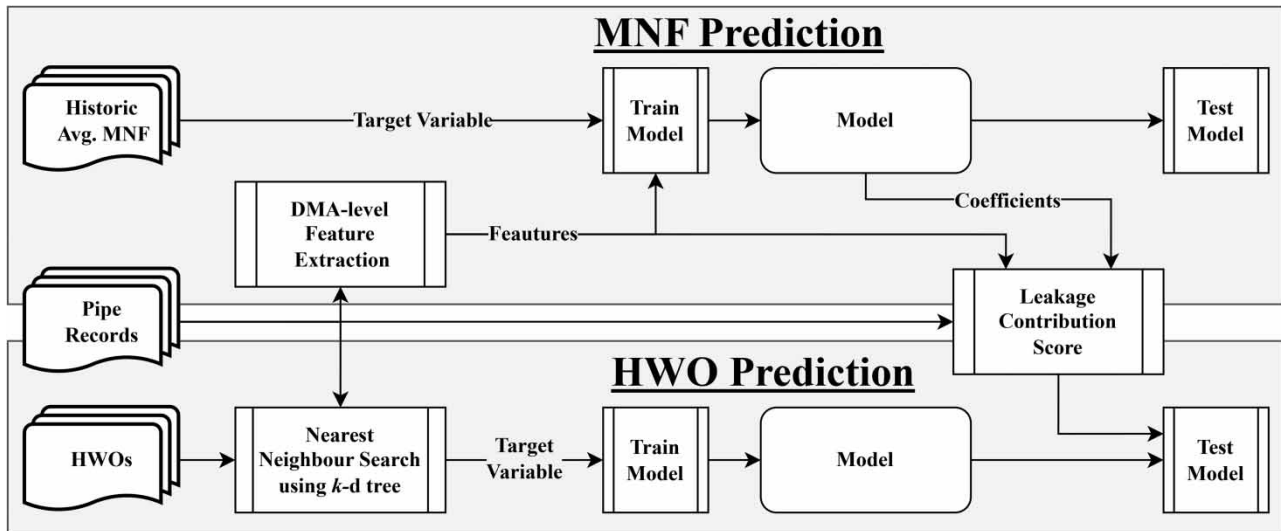 MNF Prediction
Historic
Avg. MNF
Target Variable
Train
Model
Model
Test
Model
DMA-level
Feature
Extraction
Feautures
Coefficients
Pipe
Records
Leakage
Contribution
Score
HWO Prediction
HWOs
Nearest
Neighbour Search
using k-d tree
Target
Variable
Train
Model
Model
Test
Model